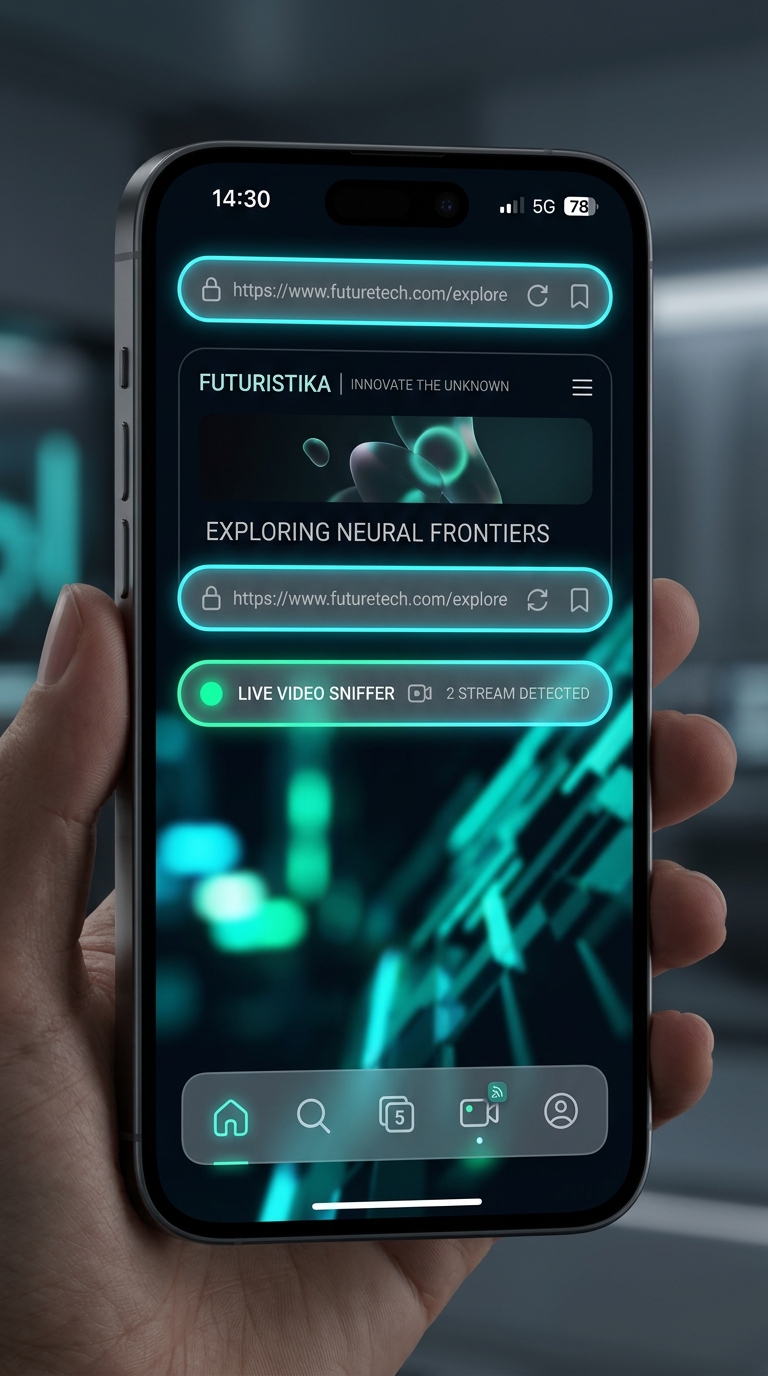 14:30
5G 78
https://www.futuretech.com/explore
FUTURISTIKA | INNOVATE THE UNKNOWN
EXPLORING NEURAL FRONTIERS
https://www.futuretech.com/explore
LIVE VIDEO SNIFFER 2 STREAM DETECTED
5